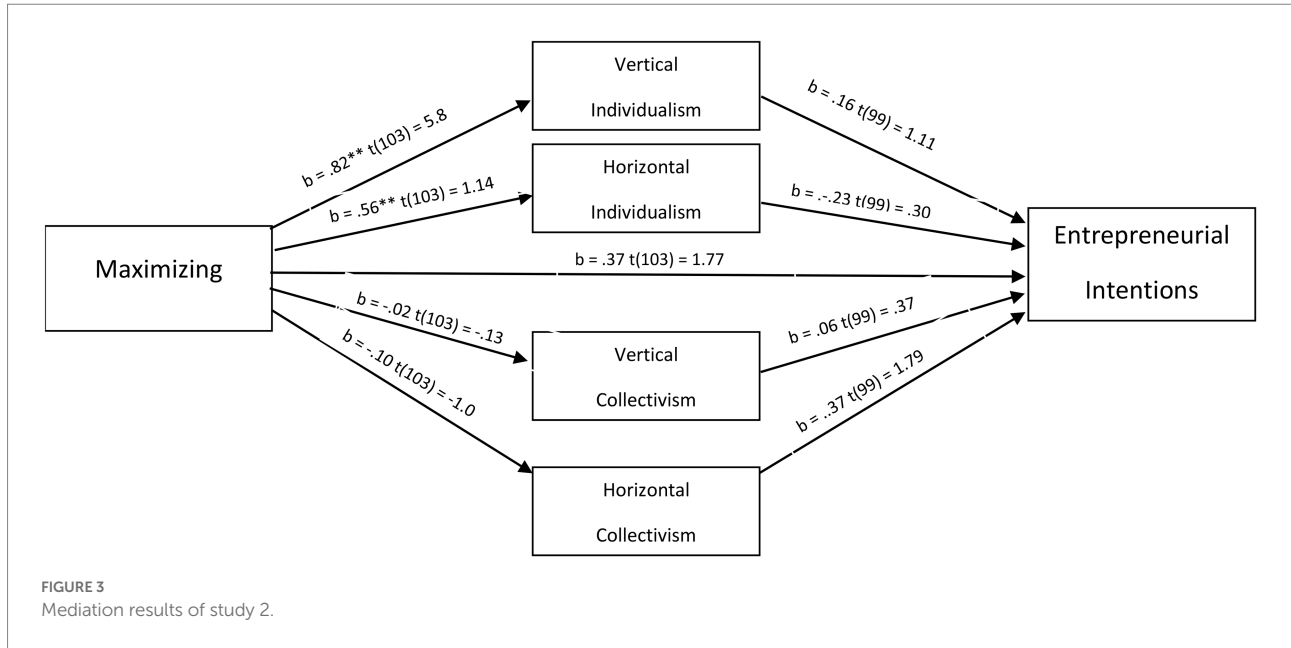 Vertical
Individualism
b = .82** t(103) = 5.8
b = .16 t(99) = 1.11
Horizontal
Individualism
b = .56** t(103) = 1.14
b = .-.23 t(99) = .30
Maximizing
b = .37 t(103) = 1.77
Entrepreneurial
Intentions
b = -.02 t(103) = -.13
b = .06 t(99) = .37
Vertical
Collectivism
b = -.10 t(103) = -1.0
b = ..37 t(99) = 1.79
Horizontal
Collectivism
FIGURE 3
Mediation results of study 2.